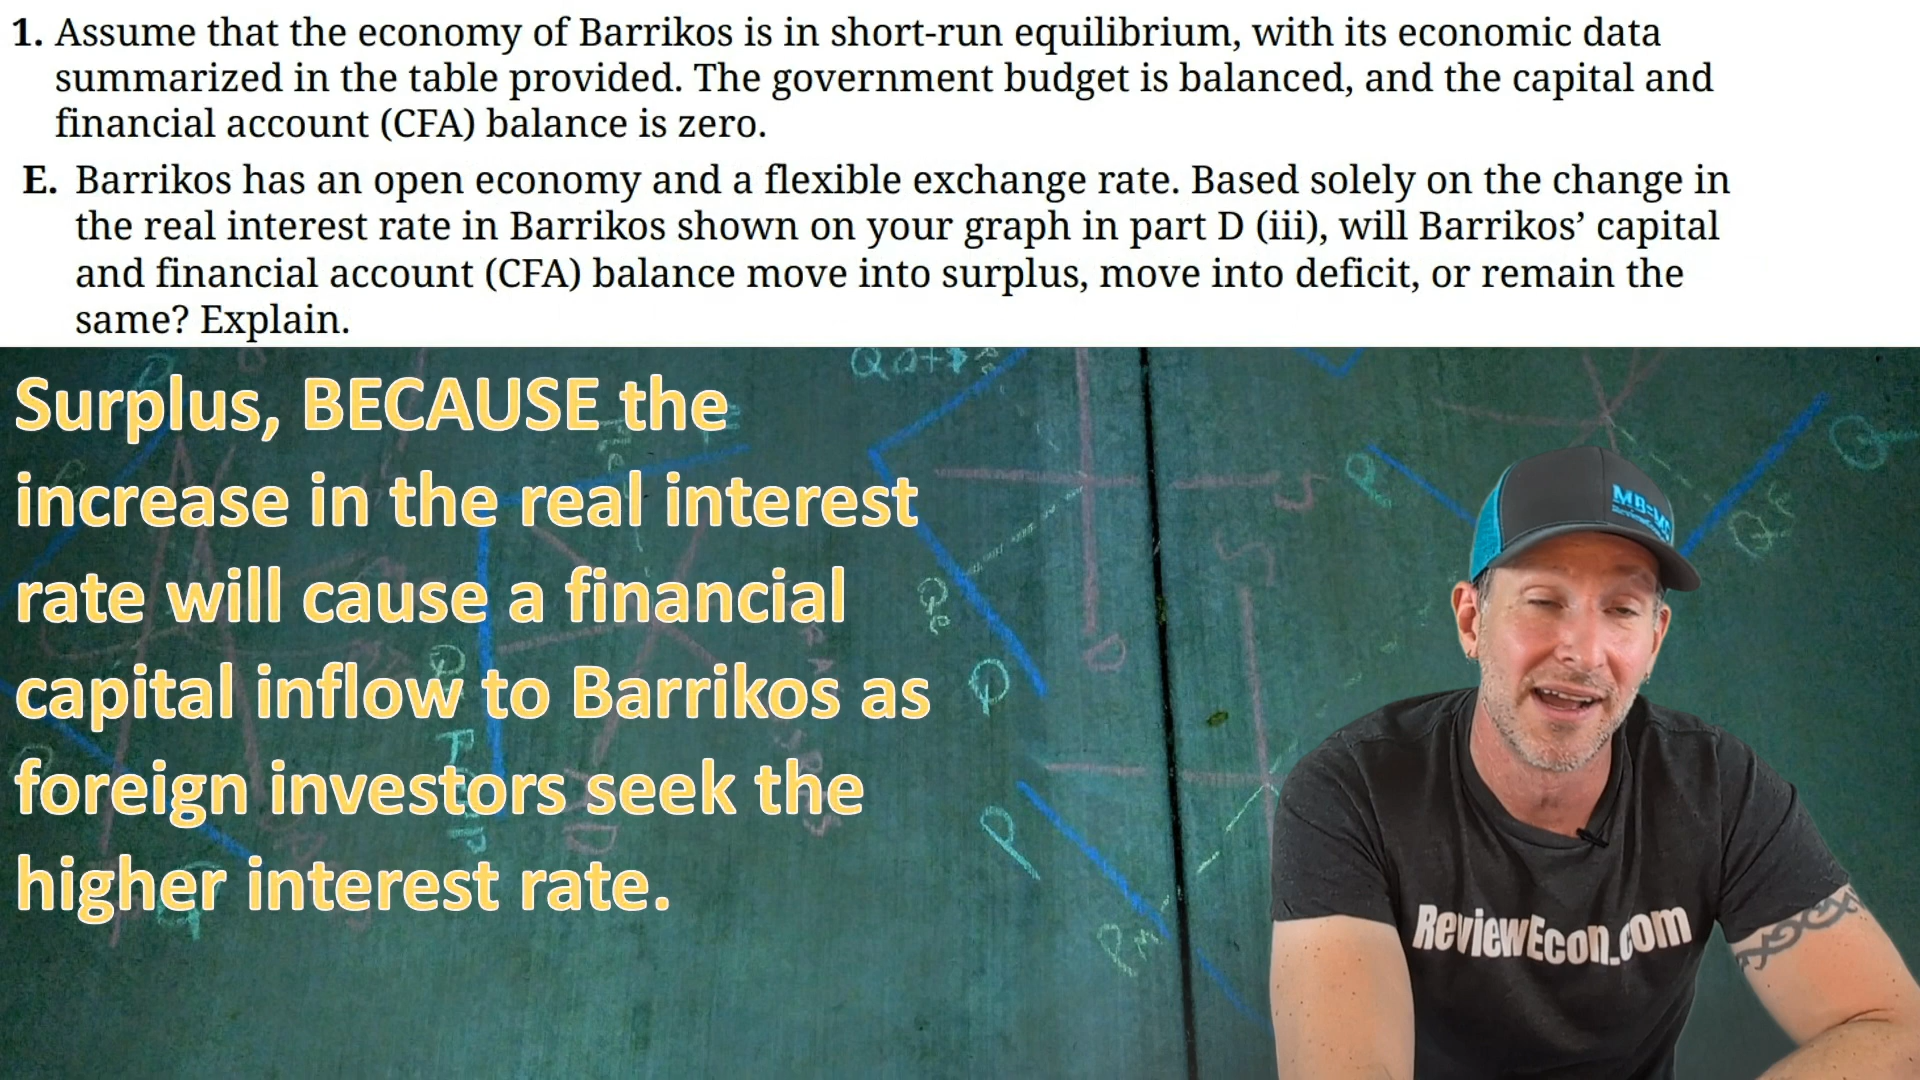 1. Assume that the economy of Barrikos is in short-run equilibrium, with its economic data
summarized in the table provided. The government budget is balanced, and the capital and
financial account (CFA) balance is zero.
E. Barrikos has an open economy and a flexible exchange rate. Based solely on the change in
the real interest rate in Barrikos shown on your graph in part D (iii), will Barrikos’ capital
and financial account (CFA) balance move into surplus, move into deficit, or remain the
same? Explain.
Surplus, BECAUSE the
increase in the real interest
rate will cause a financial
capital inflow to Barrikos as
foreign investors seek the
higher interest rate.
ReviewEcon.com